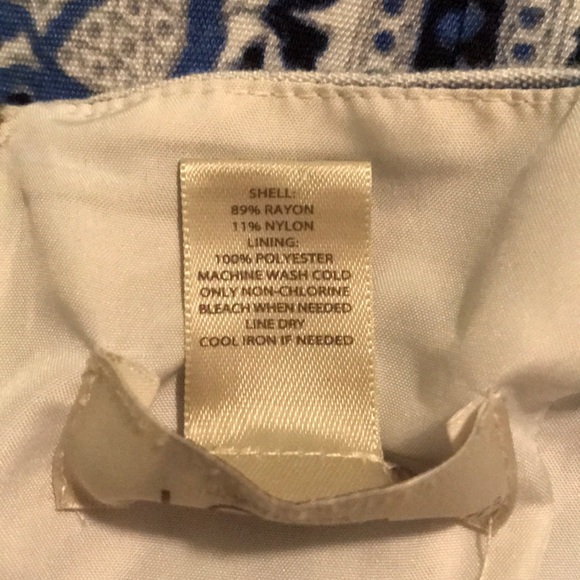 SHELL:
89% RAYON
11% NYLON
LINING:
100% POLYESTER
MACHINE WASH COLD
ONLY NON-CHLORINE
BLEACH WHEN NEEDED
LINE DRY
COOL IRON IF NEEDED